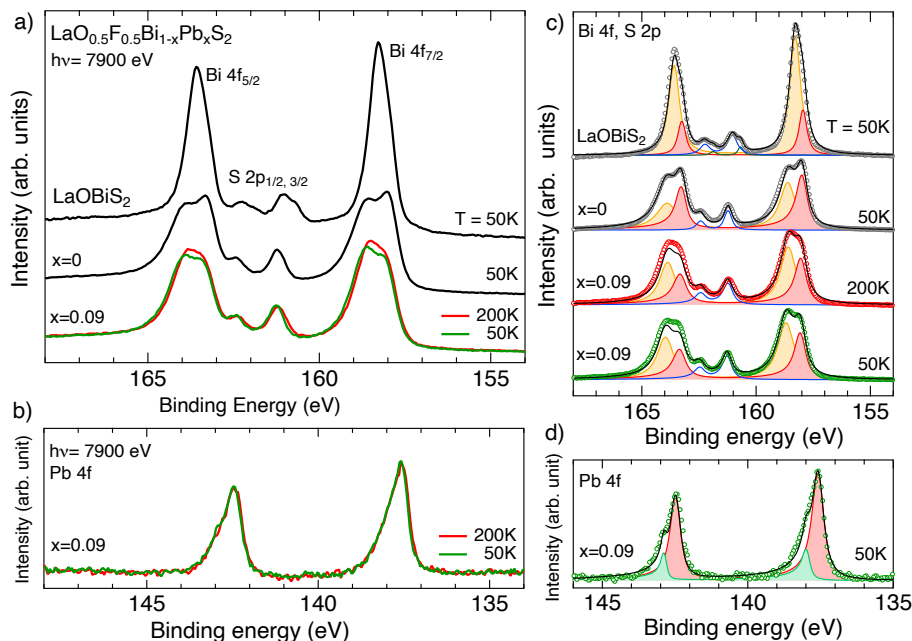 a)
LaO0.5F0.5Bi1-xPbxS2
hν= 7900 eV
Bi 4f5/2
Bi 4f7/2
S 2p1/2, 3/2
LaOBiS2
T = 50K
x=0
50K
x=0.09
200K
50K
Intensity (arb. units)
165
160
155
Binding Energy (eV)
b)
hν= 7900 eV
Pb 4f
x=0.09
200K
50K
Intensity (arb. unit)
145
140
135
Binding energy (eV)
c)
Bi 4f, S 2p
LaOBiS2
T = 50K
x=0
50K
x=0.09
200K
x=0.09
50K
Intensity (arb. units)
165
160
155
Binding energy (eV)
d)
Pb 4f
x=0.09
50K
Intensity (arb. unit)
145
140
135
Binding energy (eV)